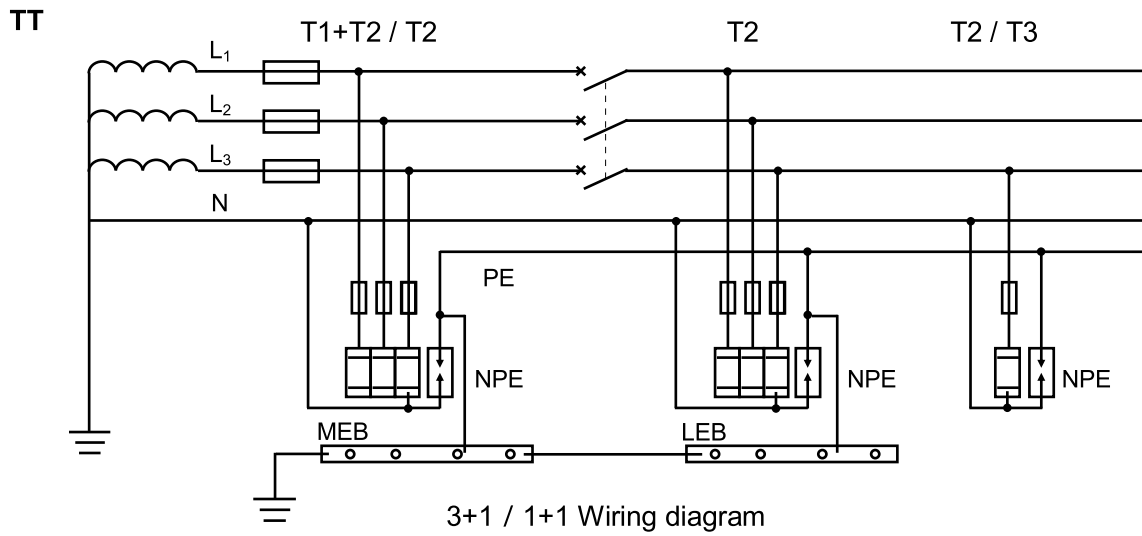 TT
T1+T2 / T2
T2
T2 / T3
L1
L2
L3
N
PE
NPE
NPE
NPE
MEB
LEB
3+1 / 1+1 Wiring diagram